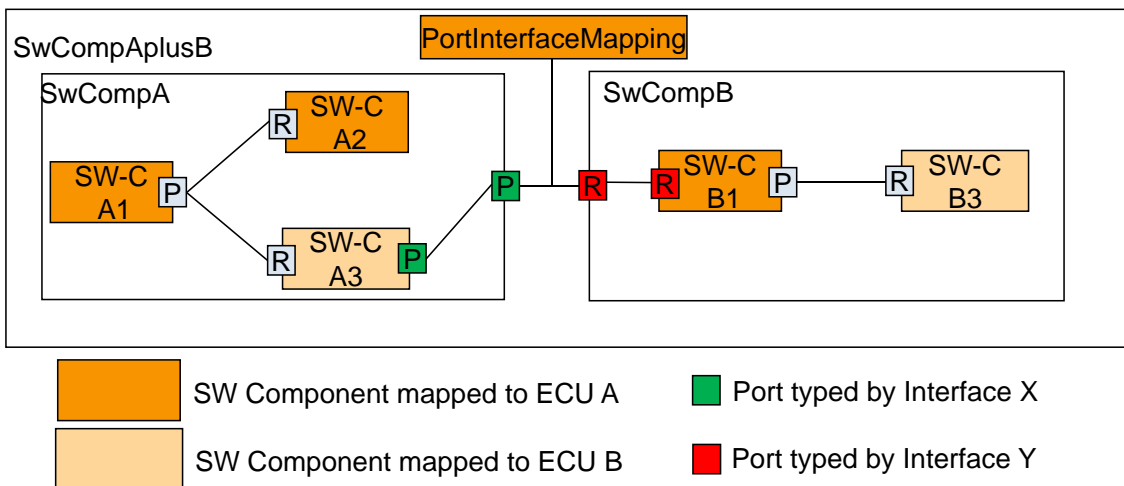 PortInterfaceMapping
SwCompAplusB
SwCompA
SwCompB
R
SW-C
A2
SW-C
A1
P
R
SW-C
A3
P
P
R
R
SW-C
B1
P
R
SW-C
B3
SW Component mapped to ECU A
Port typed by Interface X
SW Component mapped to ECU B
Port typed by Interface Y